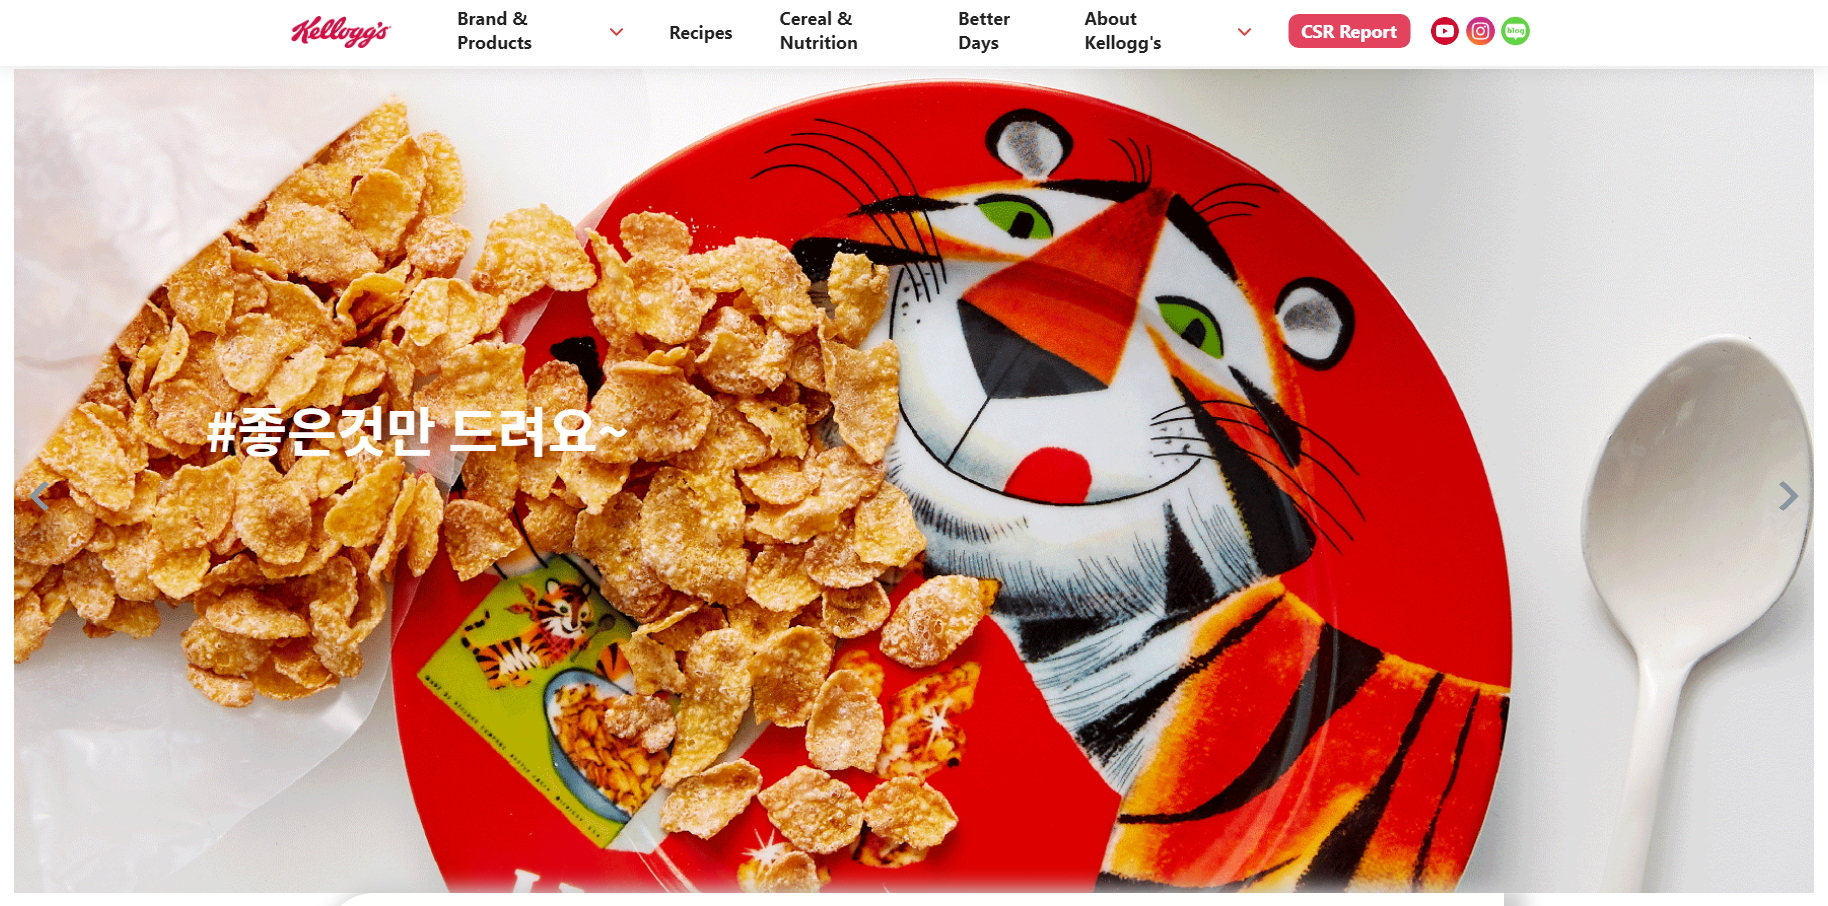 Kellogg's
Brand &
Products
Recipes
Cereal &
Nutrition
Better
Days
About
Kellogg's
CSR Report
blog
#좋은것만 드려요~